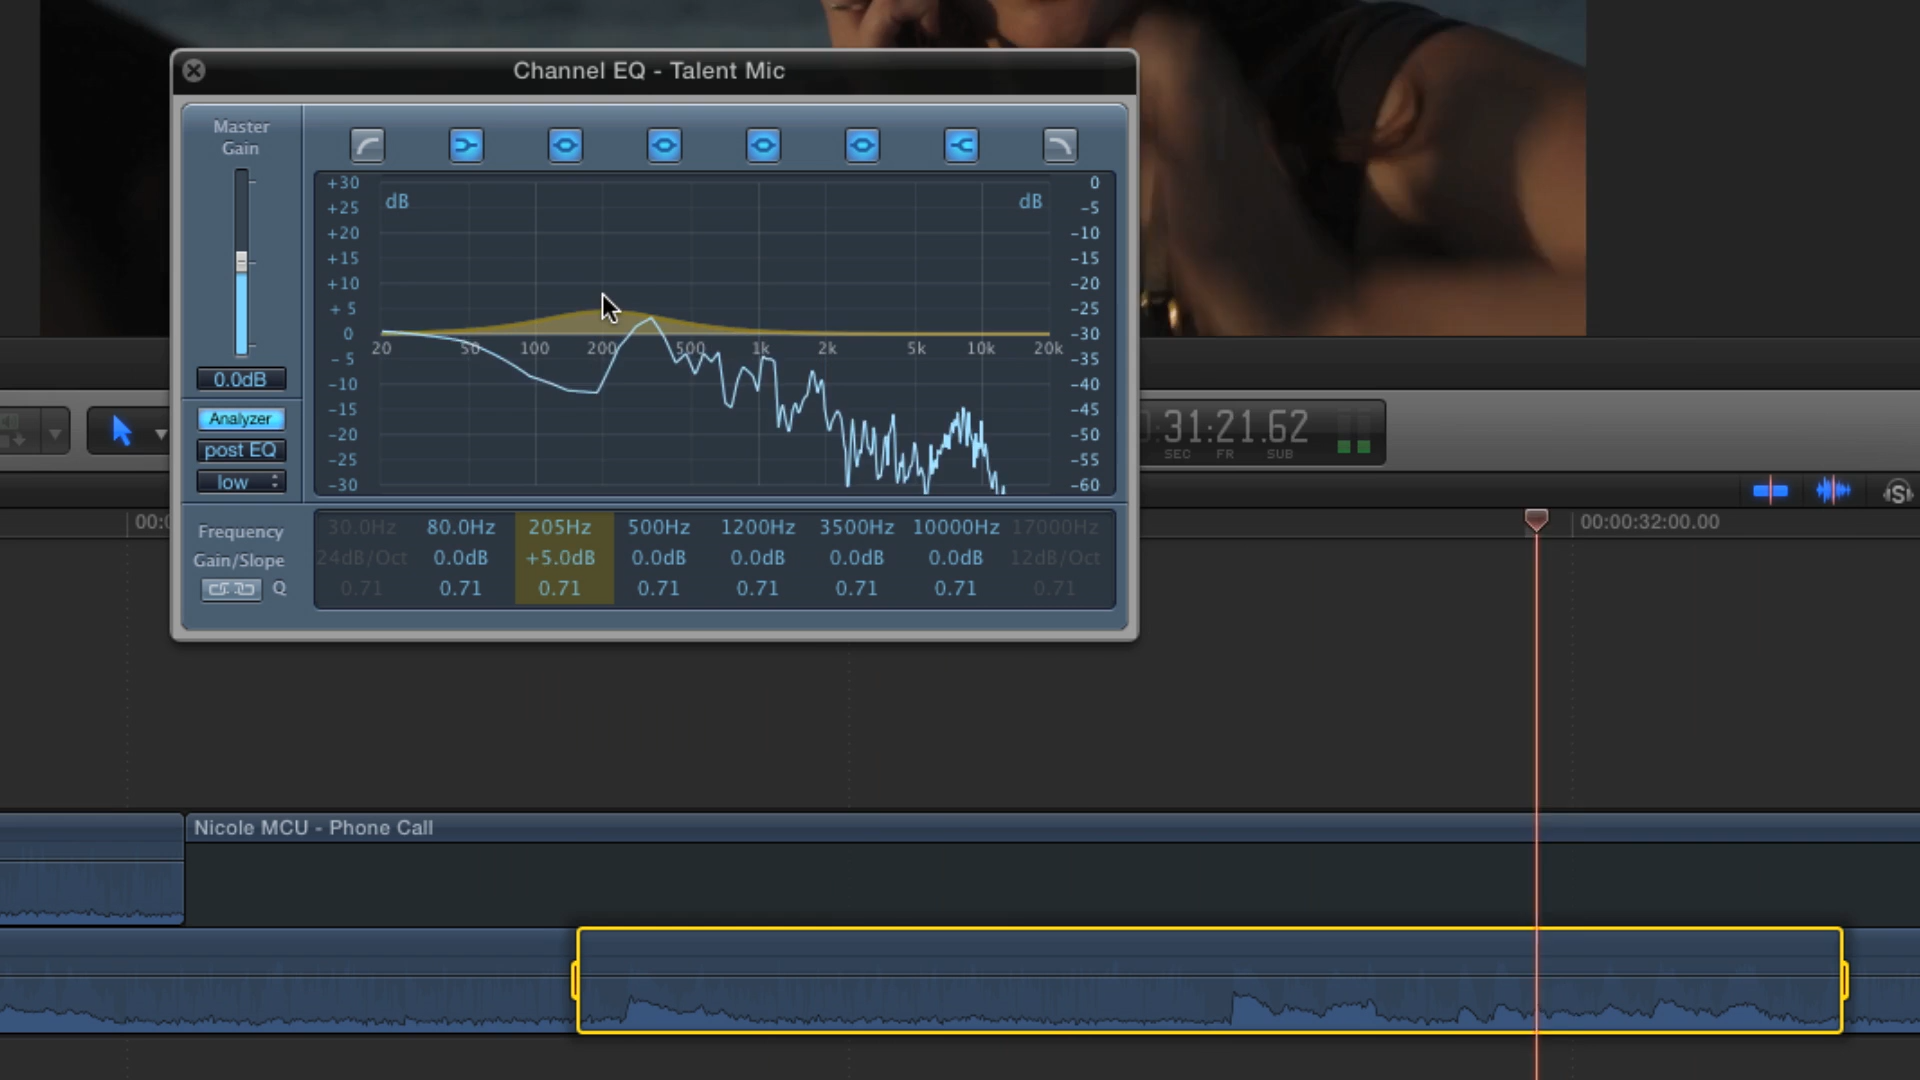 Channel EQ - Talent Mic
Master
Gain
0.0dB
Analyzer
post EQ
low
+30
+25
+20
+15
+10
+ 5
0
- 5
-10
-15
-20
-25
-30
dB
dB
0
-5
-10
-15
-20
-25
-30
-35
-40
-45
-50
-55
-60
20 50 100 200 500 1k 2k 5k 10k 20k
Frequency 30.0Hz 80.0Hz 205Hz 500Hz 1200Hz 3500Hz 10000Hz 17000Hz
Gain/Slope 24dB/Oct 0.0dB +5.0dB 0.0dB 0.0dB 0.0dB 0.0dB 12dB/Oct
Q 0.71 0.71 0.71 0.71 0.71 0.71 0.71 0.71
:31:21.62
SEC FR SUB
S
00:0
00:00:32:00.00
Nicole MCU - Phone Call